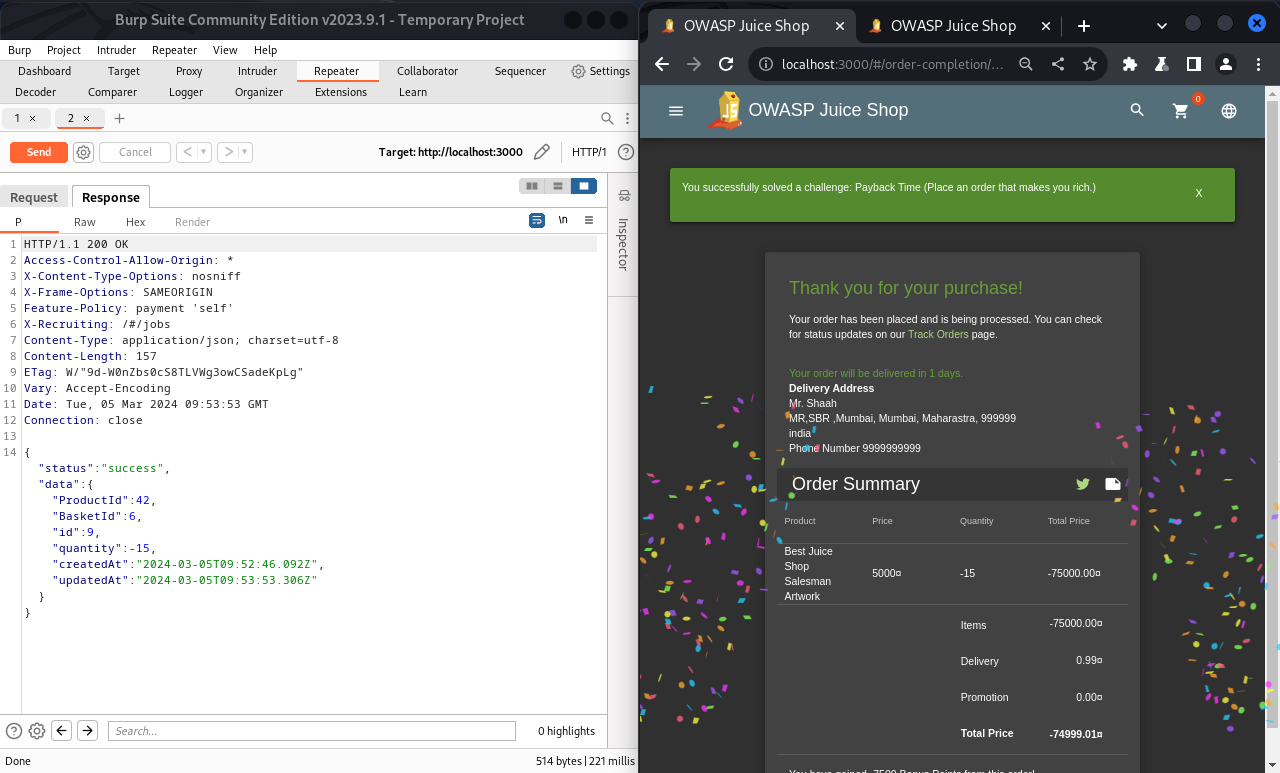 Burp Suite Community Edition v2023.9.1 - Temporary Project
Burp Project Intruder Repeater View Help
Dashboard Target Proxy Intruder Repeater Collaborator Sequencer Settings
Decoder Comparer Logger Organizer Extensions Learn
1 × 2 × +
Send Cancel < > Target: http://localhost:3000 HTTP/1 ?
Request Response
P Raw Hex Render \n
Inspector
1 HTTP/1.1 200 OK
2 Access-Control-Allow-Origin: *
3 X-Content-Type-Options: nosniff
4 X-Frame-Options: SAMEORIGIN
5 Feature-Policy: payment 'self'
6 X-Recruiting: /#/jobs
7 Content-Type: application/json; charset=utf-8
8 Content-Length: 157
9 ETag: W/"9d-W0nZbs0cS8TLVWg3owCSadeKpLg"
10 Vary: Accept-Encoding
11 Date: Tue, 05 Mar 2024 09:53:53 GMT
12 Connection: close
13
14 {
"status":"success",
"data":{
"ProductId":42,
"BasketId":6,
"id":9,
"quantity":-15,
"createdAt":"2024-03-05T09:52:46.092Z",
"updatedAt":"2024-03-05T09:53:53.306Z"
}
}
Search... 0 highlights
Done 514 bytes | 221 millis
OWASP Juice Shop × OWASP Juice Shop × +
localhost:3000/#/order-completion/...
OWASP Juice Shop 0
You successfully solved a challenge: Payback Time (Place an order that makes you rich.) X
Thank you for your purchase!
Your order has been placed and is being processed. You can check
for status updates on our Track Orders page.
Your order will be delivered in 1 days.
Delivery Address
Mr. Shaah
MR,SBR ,Mumbai, Mumbai, Maharastra, 999999
india
Phone Number 9999999999
Order Summary
Product Price Quantity Total Price
Best Juice
Shop
Salesman
Artwork
5000¤ -15 -75000.00¤
Items -75000.00¤
Delivery 0.99¤
Promotion 0.00¤
Total Price -74999.01¤
You have gained -7500 Bonus Points from this order!